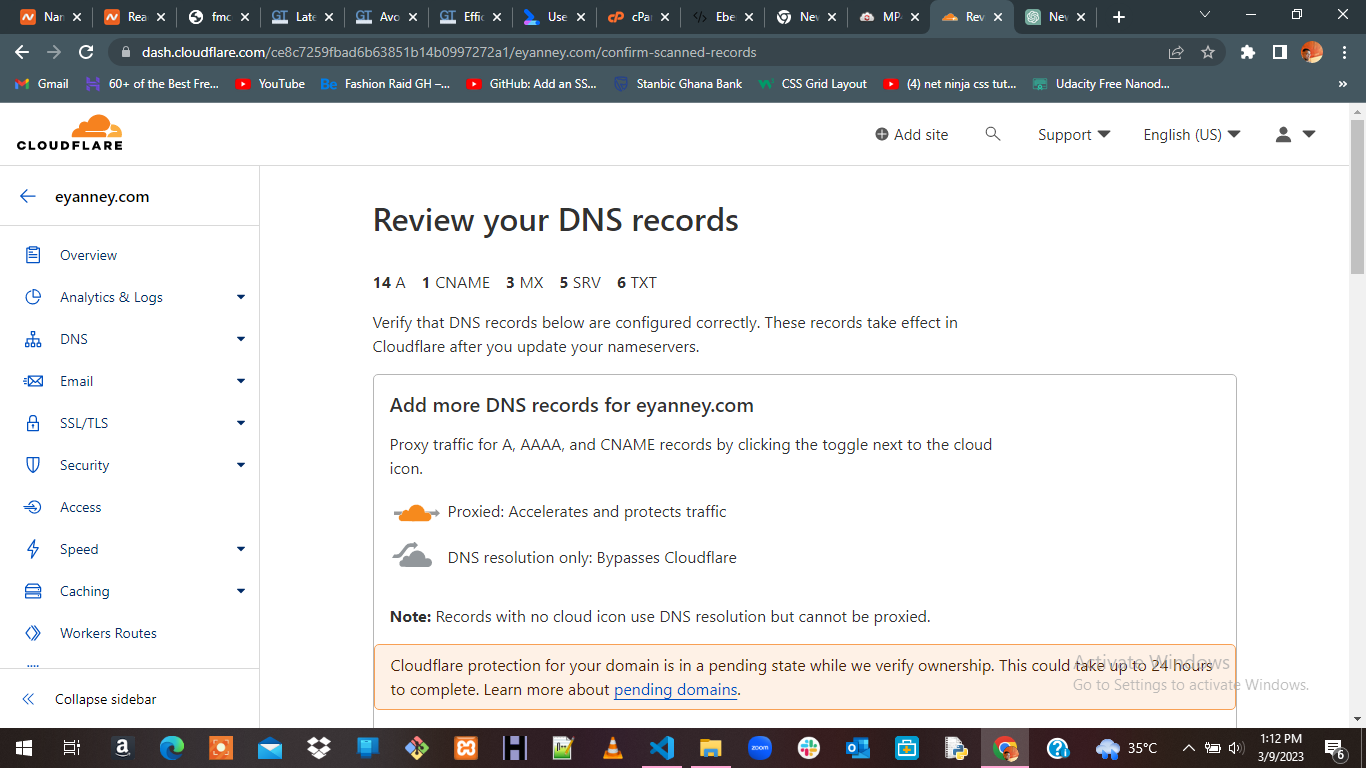 Nan
Rea
fmc
Late
Avo
Effic
Use
cPa
Ebe
Nev
MP
Rev
Nev
dash.cloudflare.com/ce8c7259fbad6b63851b14b0997272a1/eyanney.com/confirm-scanned-records
Gmail
60+ of the Best Fre...
YouTube
Fashion Raid GH –...
GitHub: Add an SS...
Stanbic Ghana Bank
CSS Grid Layout
(4) net ninja css tut...
Udacity Free Nanod...
»
CLOUDFLARE
Add site
Support
English (US)
eyanney.com
Overview
Analytics & Logs
DNS
Email
SSL/TLS
Security
Access
Speed
Caching
Workers Routes
Collapse sidebar
Review your DNS records
14 A 1 CNAME 3 MX 5 SRV 6 TXT
Verify that DNS records below are configured correctly. These records take effect in
Cloudflare after you update your nameservers.
Add more DNS records for eyanney.com
Proxy traffic for A, AAAA, and CNAME records by clicking the toggle next to the cloud
icon.
Proxied: Accelerates and protects traffic
DNS resolution only: Bypasses Cloudflare
Note: Records with no cloud icon use DNS resolution but cannot be proxied.
Cloudflare protection for your domain is in a pending state while we verify ownership. This could take up to 24 hours
to complete. Learn more about pending domains.
Activate Windows
Go to Settings to activate Windows.
zoom
35°C
1:12 PM
3/9/2023
6